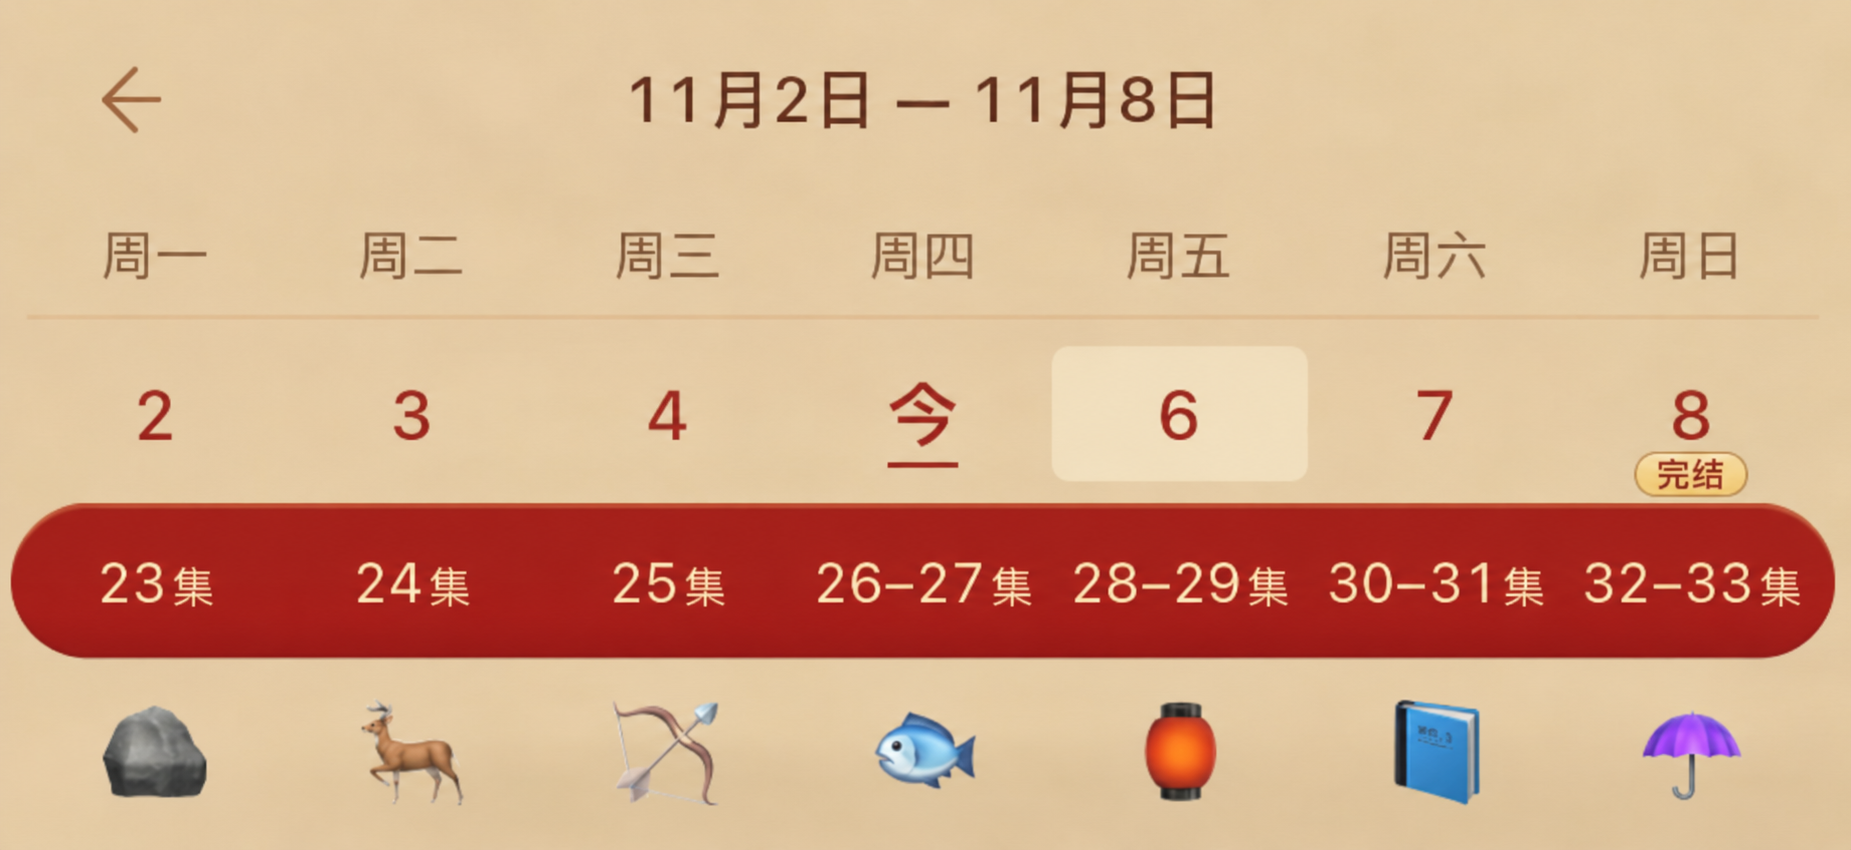 11月2日 — 11月8日
周一 周二 周三 周四 周五 周六 周日
2 3 4 今 6 7 8
完结
23集 24集 25集 26–27集 28–29集 30–31集 32–33集